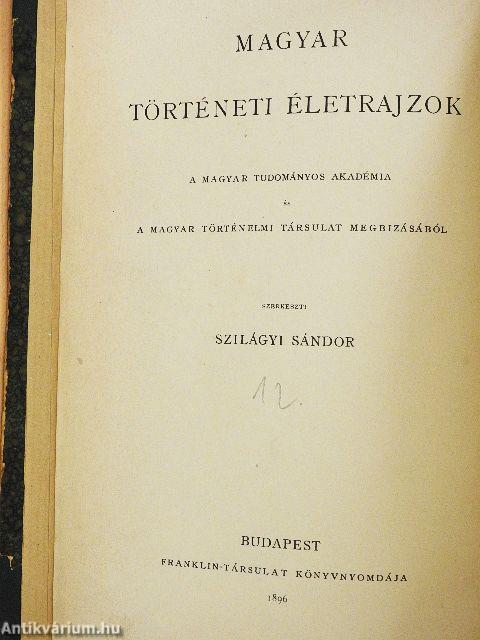 MAGYAR
TÖRTÉNETI ÉLETRAJZOK
A MAGYAR TUDOMÁNYOS AKADÉMIA
és
A MAGYAR TÖRTÉNELMI TÁRSULAT MEGBIZÁSÁBÓL
SZERKESZTI
SZILÁGYI SÁNDOR
12.
BUDAPEST
FRANKLIN-TÁRSULAT KÖNYVNYOMDÁJA
1896
Antikvárium.hu